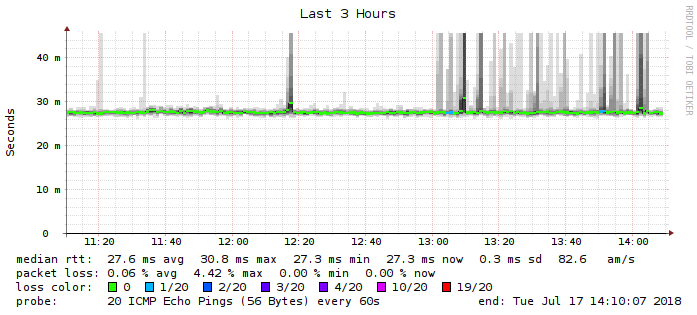 Last 3 Hours
RRDTOOL / TOBI OETIKER
Seconds
40 m
30 m
20 m
10 m
0
11:20 11:40 12:00 12:20 12:40 13:00 13:20 13:40 14:00
median rtt: 27.6 ms avg 30.8 ms max 27.3 ms min 27.3 ms now 0.3 ms sd 82.6 am/s
packet loss: 0.06 % avg 4.42 % max 0.00 % min 0.00 % now
loss color: 0 1/20 2/20 3/20 4/20 10/20 19/20
probe: 20 ICMP Echo Pings (56 Bytes) every 60s end: Tue Jul 17 14:10:07 2018